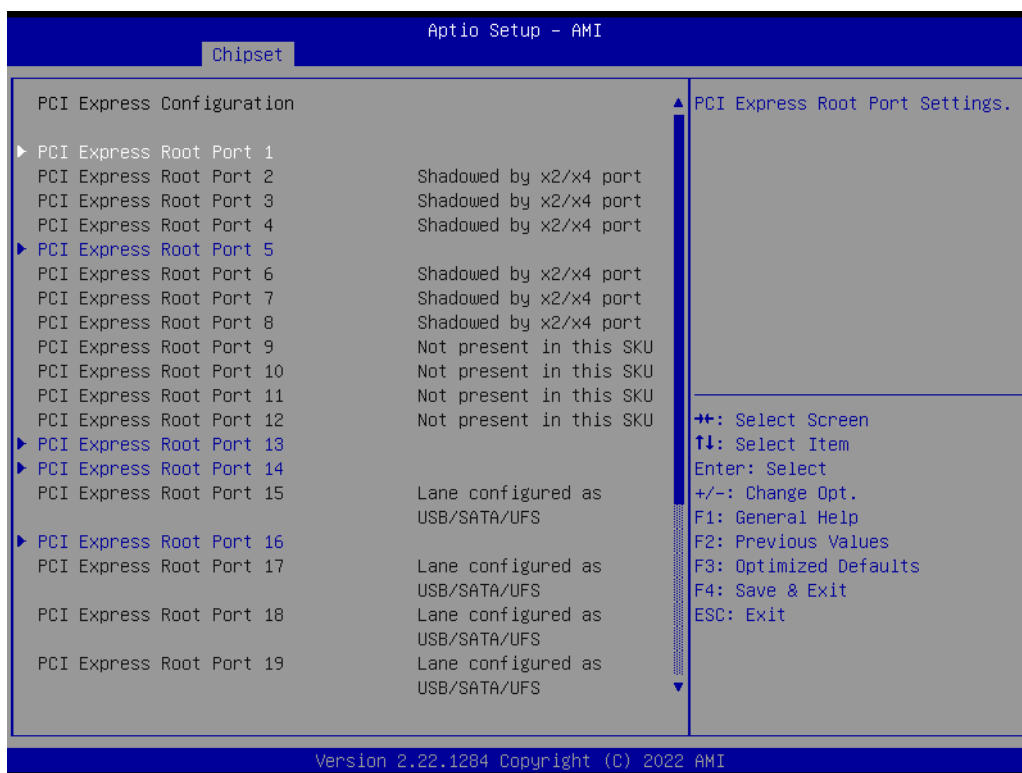 Aptio Setup - AMI
Chipset
PCI Express Configuration
PCI Express Root Port 1
PCI Express Root Port 2 Shadowed by x2/x4 port
PCI Express Root Port 3 Shadowed by x2/x4 port
PCI Express Root Port 4 Shadowed by x2/x4 port
PCI Express Root Port 5
PCI Express Root Port 6 Shadowed by x2/x4 port
PCI Express Root Port 7 Shadowed by x2/x4 port
PCI Express Root Port 8 Shadowed by x2/x4 port
PCI Express Root Port 9 Not present in this SKU
PCI Express Root Port 10 Not present in this SKU
PCI Express Root Port 11 Not present in this SKU
PCI Express Root Port 12 Not present in this SKU
PCI Express Root Port 13
PCI Express Root Port 14
PCI Express Root Port 15 Lane configured as
USB/SATA/UFS
PCI Express Root Port 16
PCI Express Root Port 17 Lane configured as
USB/SATA/UFS
PCI Express Root Port 18 Lane configured as
USB/SATA/UFS
PCI Express Root Port 19 Lane configured as
USB/SATA/UFS
PCI Express Root Port Settings.
→←: Select Screen
↑↓: Select Item
Enter: Select
+/-: Change Opt.
F1: General Help
F2: Previous Values
F3: Optimized Defaults
F4: Save & Exit
ESC: Exit
Version 2.22.1284 Copyright (C) 2022 AMI